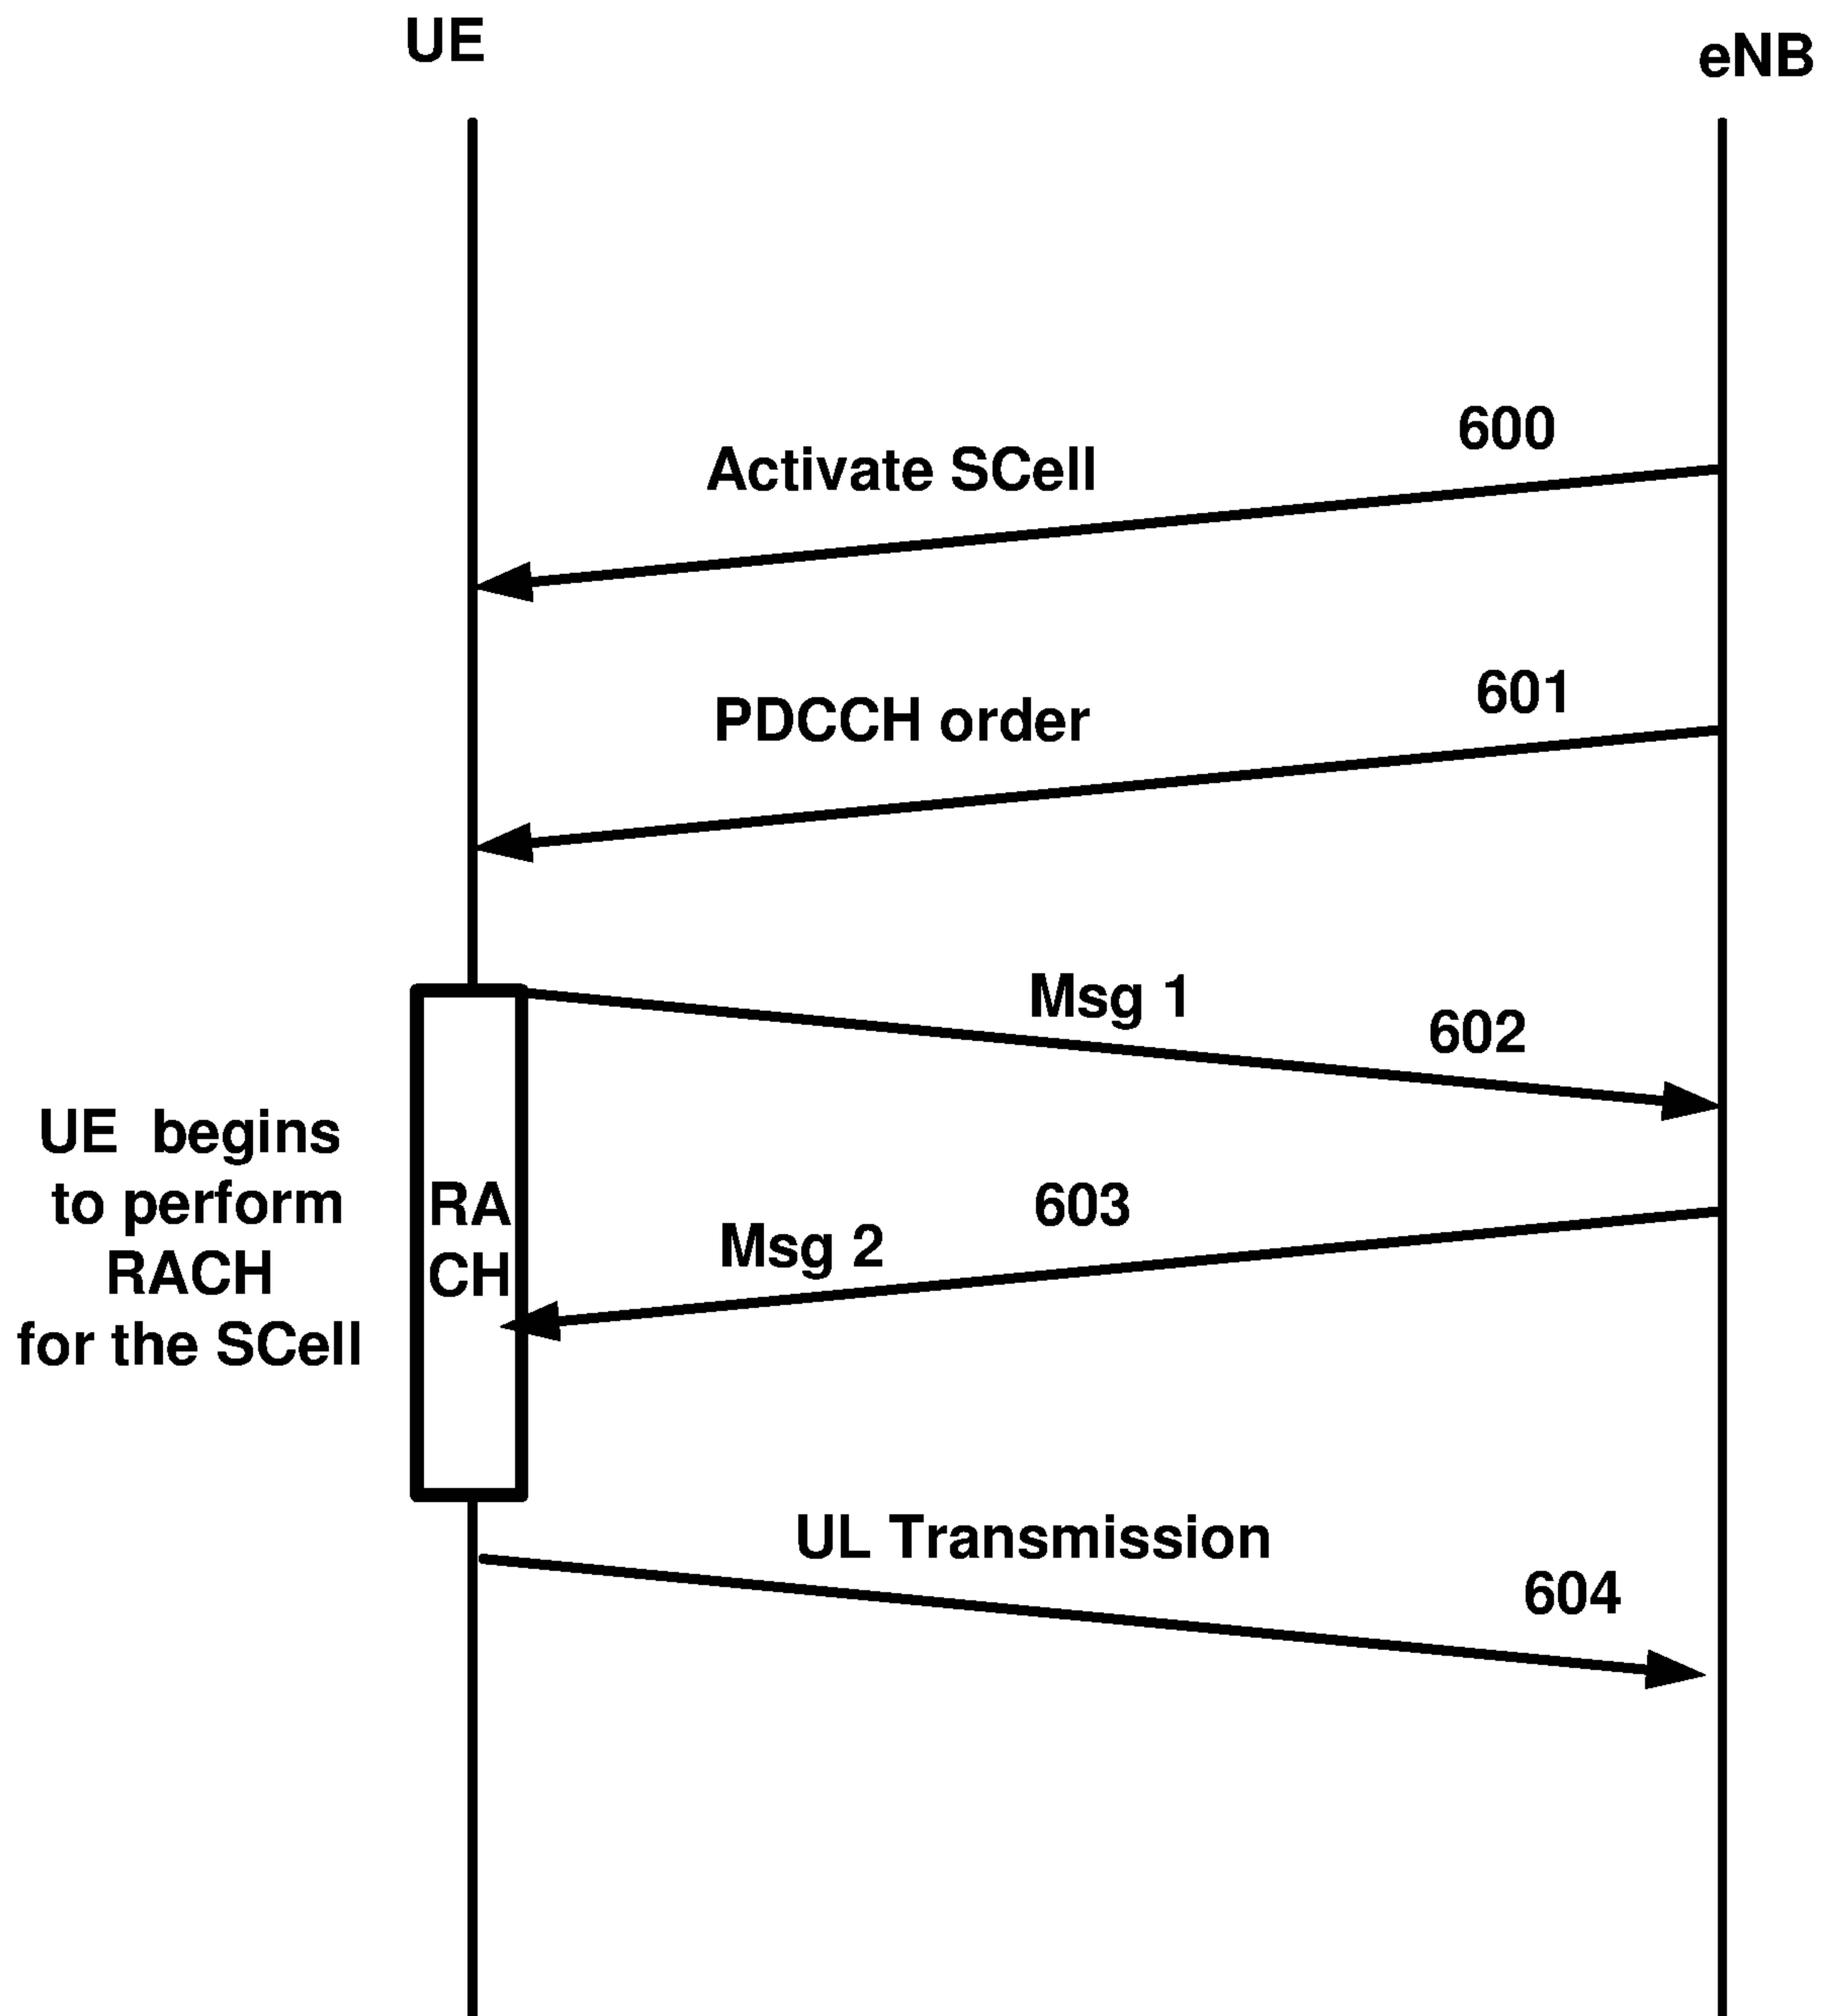 UE
eNB
600
Activate SCell
601
PDCCH order
Msg 1
602
UE begins
to perform
RACH
for the SCell
RA
CH
603
Msg 2
UL Transmission
604